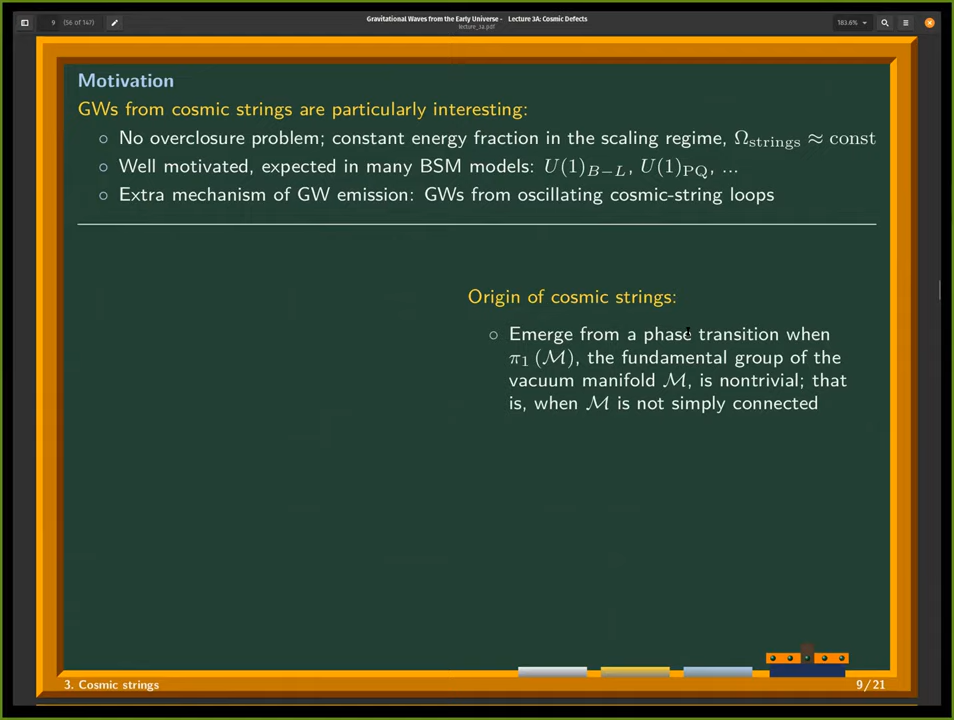 9 (56 of 147)
Gravitational Waves from the Early Universe - Lecture 3A: Cosmic Defects
lecture_3a.pdf
183.6%
Motivation
GWs from cosmic strings are particularly interesting:
○ No overclosure problem; constant energy fraction in the scaling regime, Ω_strings ≈ const
○ Well motivated, expected in many BSM models: U(1)_{B−L}, U(1)_PQ, ...
○ Extra mechanism of GW emission: GWs from oscillating cosmic-string loops
Origin of cosmic strings:
○ Emerge from a phase transition when
π₁ (ℳ), the fundamental group of the
vacuum manifold ℳ, is nontrivial; that
is, when ℳ is not simply connected
3. Cosmic strings
9/21